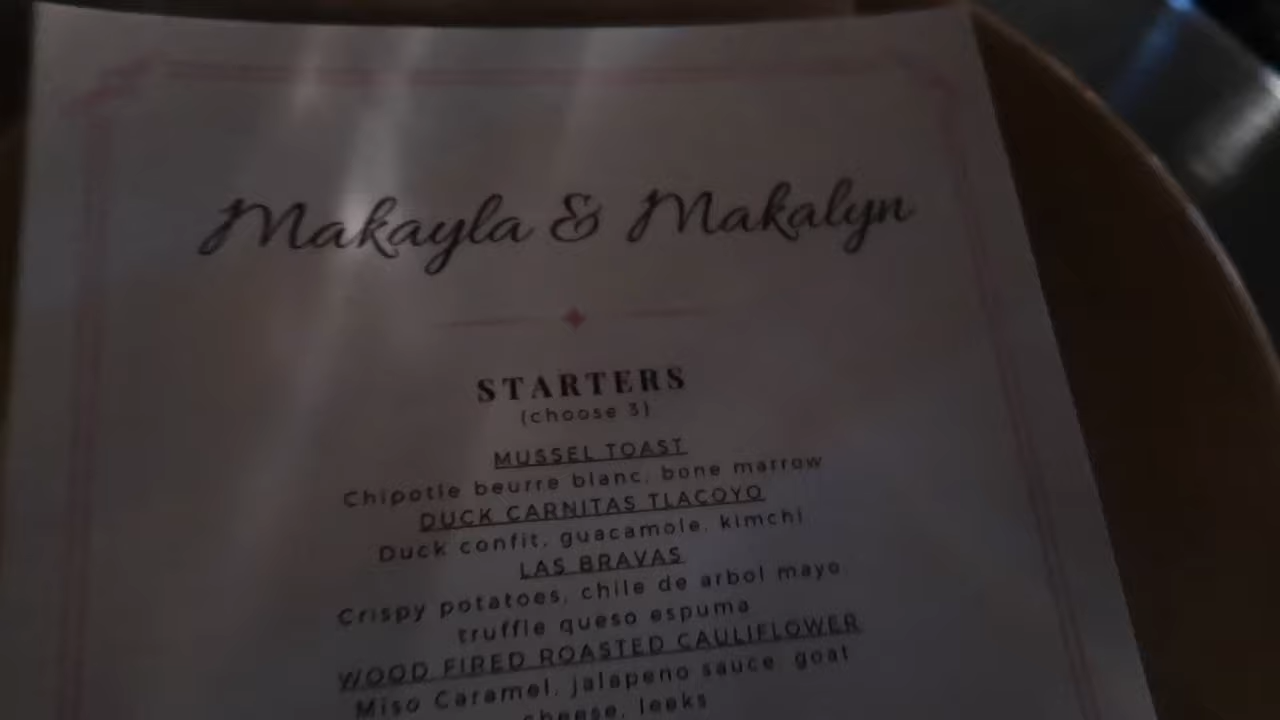 Makayla & Makalyn
STARTERS
(choose 3)
MUSSEL TOAST
Chipotle beurre blanc, bone marrow
DUCK CARNITAS TLACOYO
Duck confit, guacamole, kimchi
LAS BRAVAS
Crispy potatoes, chile de arbol mayo
truffle queso espuma
WOOD FIRED ROASTED CAULIFLOWER
Miso Caramel, jalapeno sauce, goat
cheese, leeks